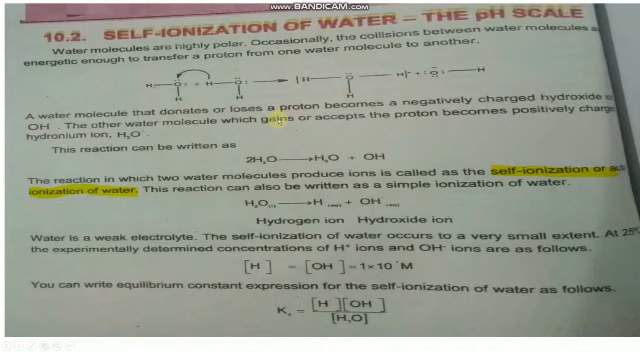 WWW.BANDICAM.COM
10.2. SELF-IONIZATION OF WATER – THE pH SCALE
Water molecules are highly polar. Occasionally, the collisions between water molecules
energetic enough to transfer a proton from one water molecule to another.
H—O: + H—O: → [H—O—H]⁺ + :O—H
H H H
A water molecule that donates or loses a proton becomes a negatively charged hydroxide
OH . The other water molecule which gains or accepts the proton becomes positively
hydronium ion, H₃O
This reaction can be written as
2H₂O → H₃O + OH
The reaction in which two water molecules produce ions is called as the self-ionization or
ionization of water. This reaction can also be written as a simple ionization of water.
H₂O(l) → H (aq) + OH (aq)
Hydrogen ion Hydroxide ion
Water is a weak electrolyte. The self-ionization of water occurs to a very small extent. At 25°
the experimentally determined concentrations of H⁺ ions and OH⁻ ions are as follows.
[H ] = [OH ] = 1×10 M
You can write equilibrium constant expression for the self-ionization of water as follows.
[H ][OH ]
K =
[H₂O]